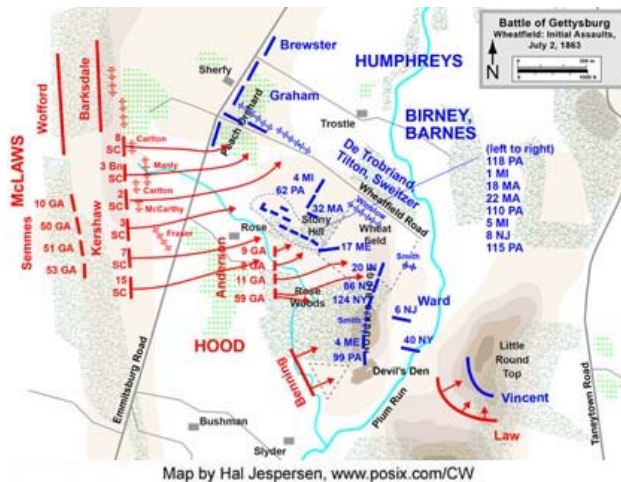 Battle of Gettysburg
Wheatfield: Initial Assaults,
July 2, 1863
N
Brewster
HUMPHREYS
Sherfy
Graham
BIRNEY,
BARNES
Trostle
Peach Orchard
De Trobriand
Tilton, Sweitzer
Wheatfield Road
(left to right)
118 PA
1 MI
18 MA
22 MA
110 PA
5 MI
8 NJ
115 PA
McLAWS
Wofford
Barksdale
8
SC
Carlton
3 Bn
SC
Manly
2
SC
Carlton
McCarthy
3
SC
Fraser
7
SC
15
SC
Kershaw
Semmes
10 GA
50 GA
51 GA
53 GA
4 MI
62 PA
32 MA
Stony
Hill
Winslow
Wheat
field
17 ME
Smith
Rose
Anderson
9 GA
8 GA
11 GA
59 GA
Rose
Woods
20 IN
86 NY
124 NY
Smith
4 ME
99 PA
Ward
6 NJ
40 NY
HOOD
Benning
Devil's Den
Little
Round
Top
Vincent
Law
Emmitsburg Road
Bushman
Slyder
Plum Run
Taneytown Road
Map by Hal Jespersen, www.posix.com/CW